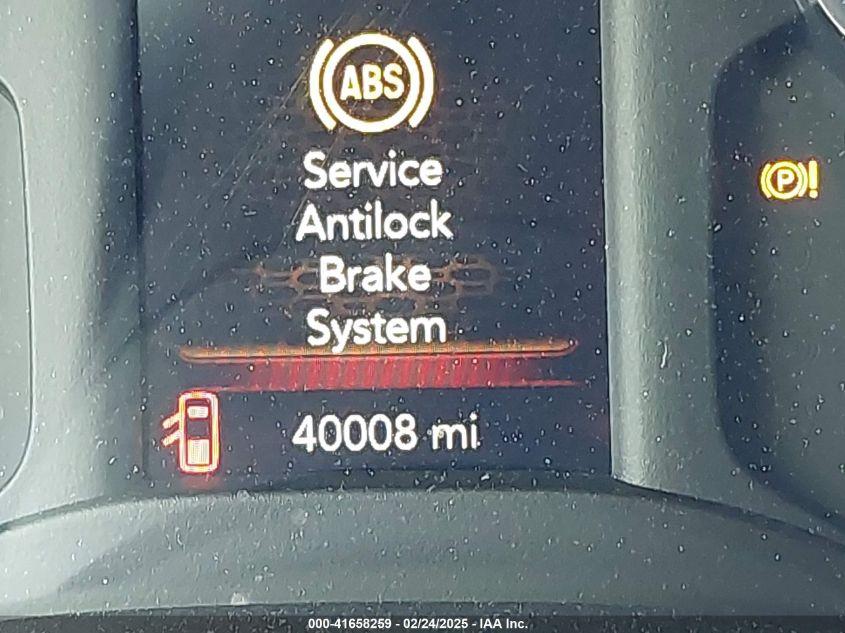 ABS
Service
Antilock
Brake
System
P!
40008 mi
000-41658259 - 02/24/2025 - IAA Inc.